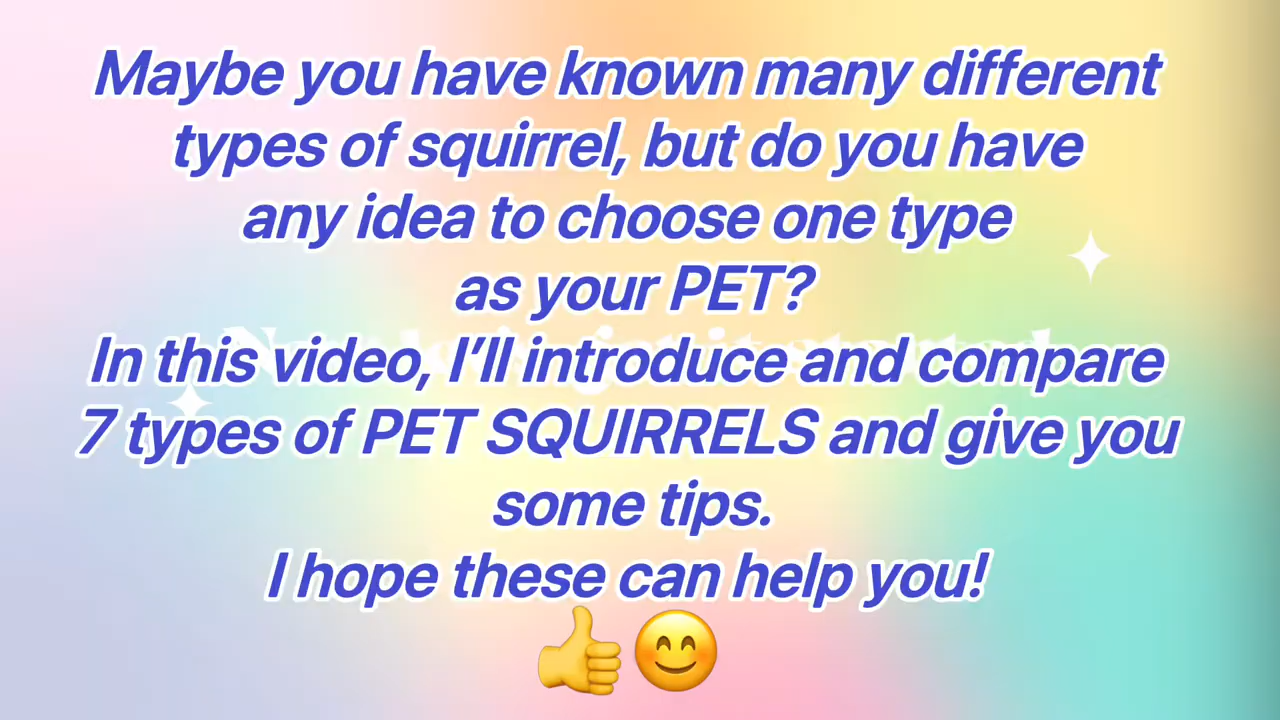 Maybe you have known many different
types of squirrel, but do you have
any idea to choose one type
as your PET?
In this video, I’ll introduce and compare
7 types of PET SQUIRRELS and give you
some tips.
I hope these can help you!